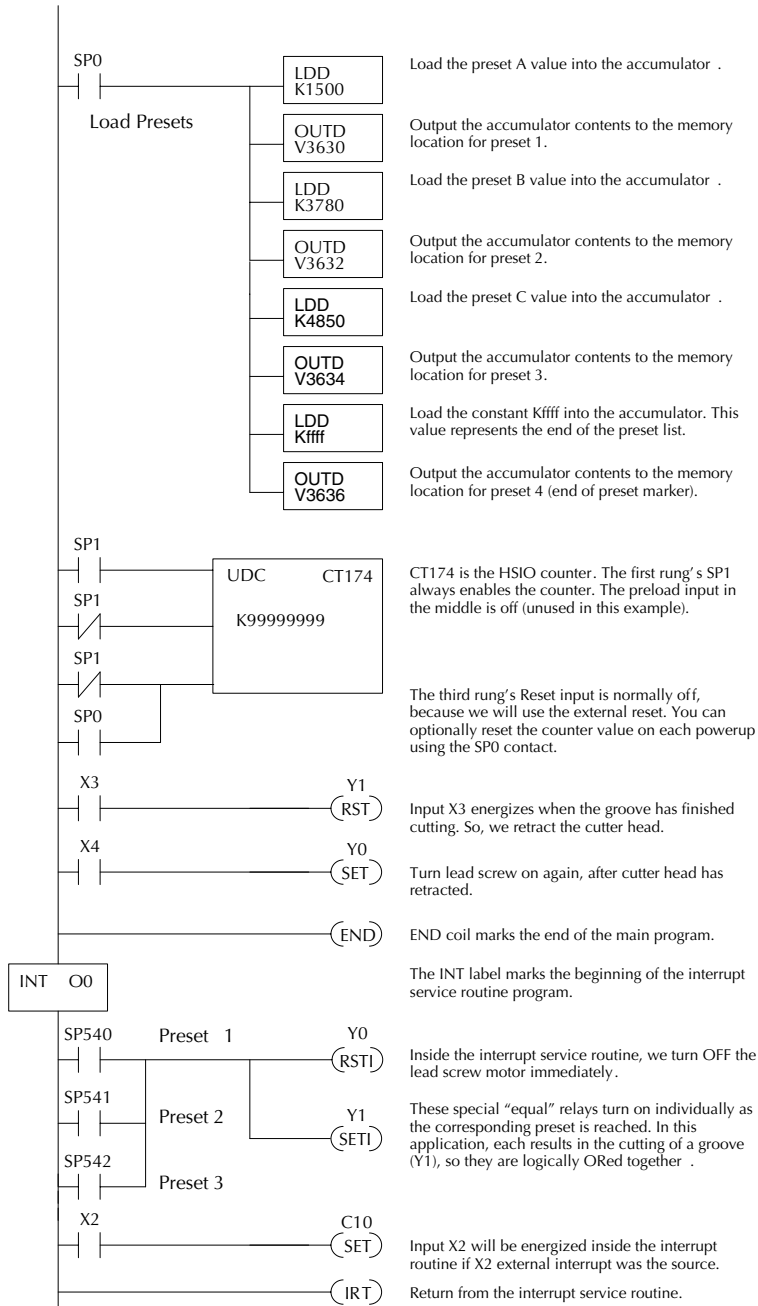 SP0
LDD
K1500
Load the preset A value into the accumulator .
Load Presets
OUTD
V3630
Output the accumulator contents to the memory
location for preset 1.
LDD
K3780
Load the preset B value into the accumulator .
OUTD
V3632
Output the accumulator contents to the memory
location for preset 2.
LDD
K4850
Load the preset C value into the accumulator .
OUTD
V3634
Output the accumulator contents to the memory
location for preset 3.
LDD
Kffff
Load the constant Kffff into the accumulator. This
value represents the end of the preset list.
OUTD
V3636
Output the accumulator contents to the memory
location for preset 4 (end of preset marker).
SP1
UDC CT174
K99999999
SP1
SP1
SP0
CT174 is the HSIO counter. The first rung's SP1
always enables the counter. The preload input in
the middle is off (unused in this example).
The third rung's Reset input is normally off,
because we will use the external reset. You can
optionally reset the counter value on each powerup
using the SP0 contact.
X3
Y1
RST
Input X3 energizes when the groove has finished
cutting. So, we retract the cutter head.
X4
Y0
SET
Turn lead screw on again, after cutter head has
retracted.
END
END coil marks the end of the main program.
INT O0
The INT label marks the beginning of the interrupt
service routine program.
SP540
Preset 1
Y0
RSTI
Inside the interrupt service routine, we turn OFF the
lead screw motor immediately.
SP541
Preset 2
Y1
SETI
These special "equal" relays turn on individually as
the corresponding preset is reached. In this
application, each results in the cutting of a groove
(Y1), so they are logically ORed together .
SP542
Preset 3
X2
C10
SET
Input X2 will be energized inside the interrupt
routine if X2 external interrupt was the source.
IRT
Return from the interrupt service routine.